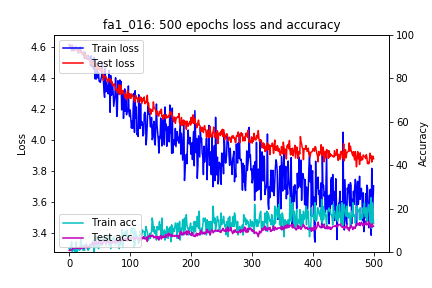 fa1_016: 500 epochs loss and accuracy
Train loss
Test loss
Train acc
Test acc
Loss
Accuracy
4.6
4.4
4.2
4.0
3.8
3.6
3.4
100
80
60
40
20
0
0
100
200
300
400
500